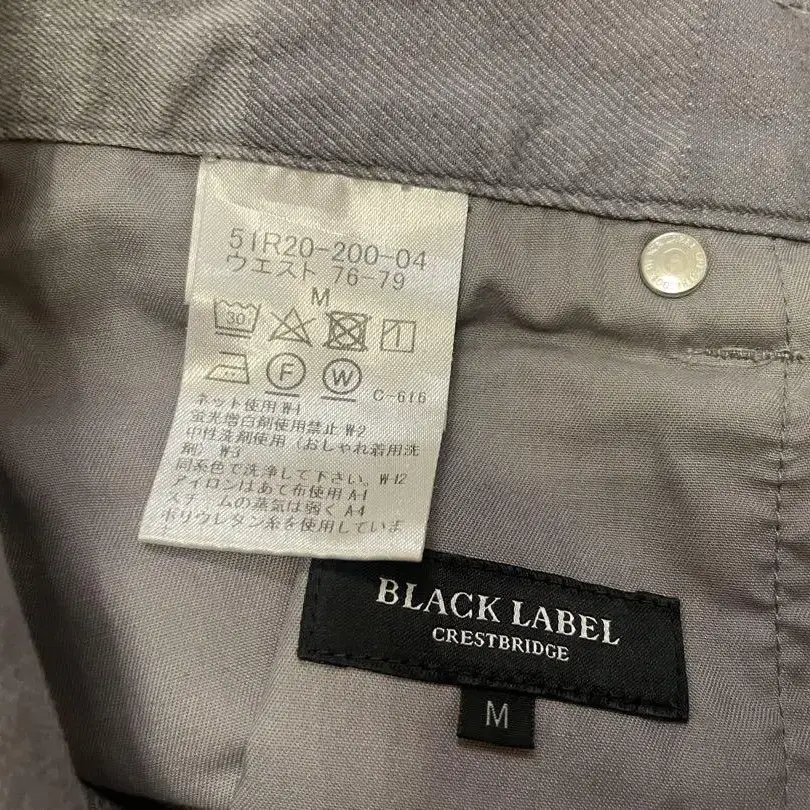 51R20-200-04
ウエスト 76-79
M
30
F W C-616
ネット使用 W-1
蛍光増白剤使用禁止 W-2
中性洗剤使用（おしゃれ着用洗
剤） W-3
同系色で洗浄して下さい。 W-12
アイロンはあて布使用 A-1
スチームの蒸気は弱く A-4
ポリウレタン糸を使用していま
BLACK LABEL
CRESTBRIDGE
M